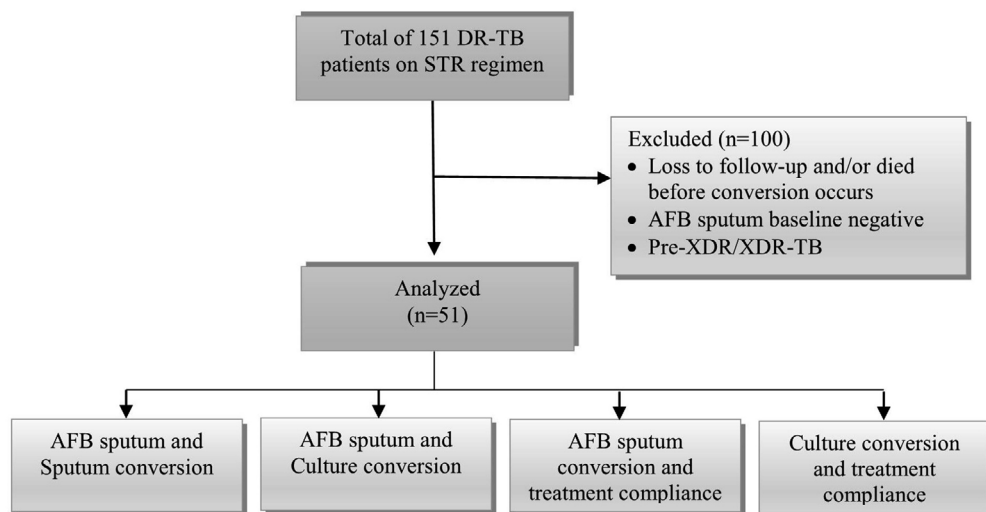 Total of 151 DR-TB
patients on STR regimen
Excluded (n=100)
• Loss to follow-up and/or died
before conversion occurs
• AFB sputum baseline negative
• Pre-XDR/XDR-TB
Analyzed
(n=51)
AFB sputum and
Sputum conversion
AFB sputum and
Culture conversion
AFB sputum
conversion and
treatment compliance
Culture conversion
and treatment
compliance